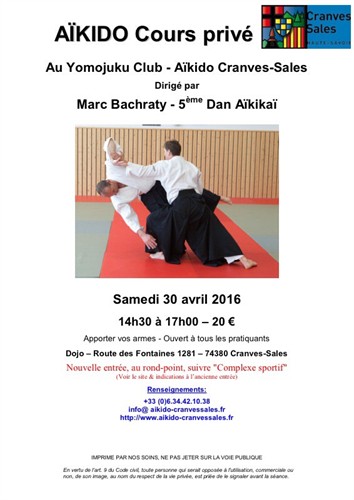 AÏKIDO Cours privé
Cranves
Sales
HAUTE-SAVOIE
Au Yomojuku Club - Aïkido Cranves-Sales
Dirigé par
Marc Bachraty - 5ème Dan Aïkikaï
Samedi 30 avril 2016
14h30 à 17h00 – 20 €
Apporter vos armes - Ouvert à tous les pratiquants
Dojo – Route des Fontaines 1281 – 74380 Cranves-Sales
Nouvelle entrée, au rond-point, suivre "Complexe sportif"
(Voir le site & indications à l'ancienne entrée)
Renseignements:
+33 (0)6.34.42.10.38
info@ aikido-cranvessales.fr
http://www.aikido-cranvessales.fr
IMPRIME PAR NOS SOINS, NE PAS JETER SUR LA VOIE PUBLIQUE
En vertu de l'art. 9 du Code civil, toute personne qui serait opposée à l'utilisation, commerciale ou
non, de son image, au nom du respect de la vie privée, est priée de le signaler avant la séance.